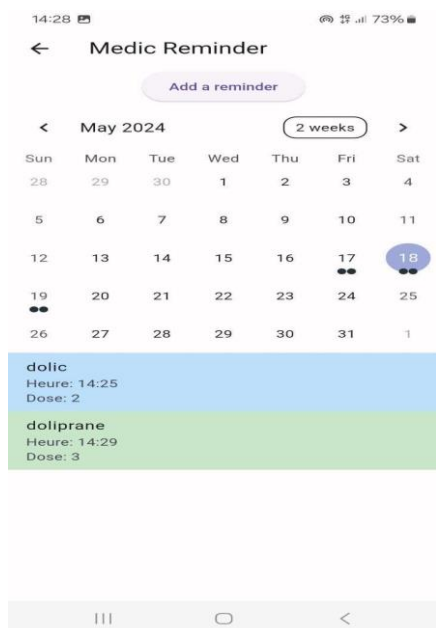 14:28 73%
Medic Reminder
Add a reminder
May 2024 2 weeks
Sun Mon Tue Wed Thu Fri Sat
28 29 30 1 2 3 4
5 6 7 8 9 10 11
12 13 14 15 16 17 18
19 20 21 22 23 24 25
26 27 28 29 30 31 1
dolic
Heure: 14:25
Dose: 2
doliprane
Heure: 14:29
Dose: 3